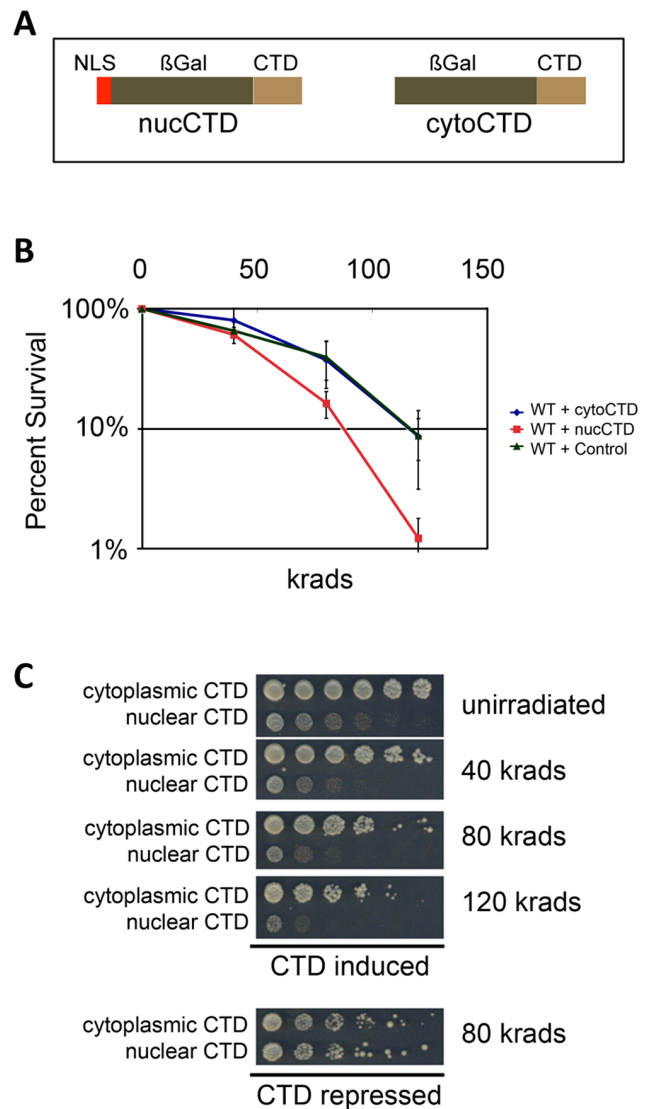 A
NLS ßGal CTD
nucCTD
ßGal CTD
cytoCTD
B
0 50 100 150
100%
10%
1%
Percent Survival
krads
WT + cytoCTD
WT + nucCTD
WT + Control
C
cytoplasmic CTD
nuclear CTD
unirradiated
cytoplasmic CTD
nuclear CTD
40 krads
cytoplasmic CTD
nuclear CTD
80 krads
cytoplasmic CTD
nuclear CTD
120 krads
CTD induced
cytoplasmic CTD
nuclear CTD
80 krads
CTD repressed